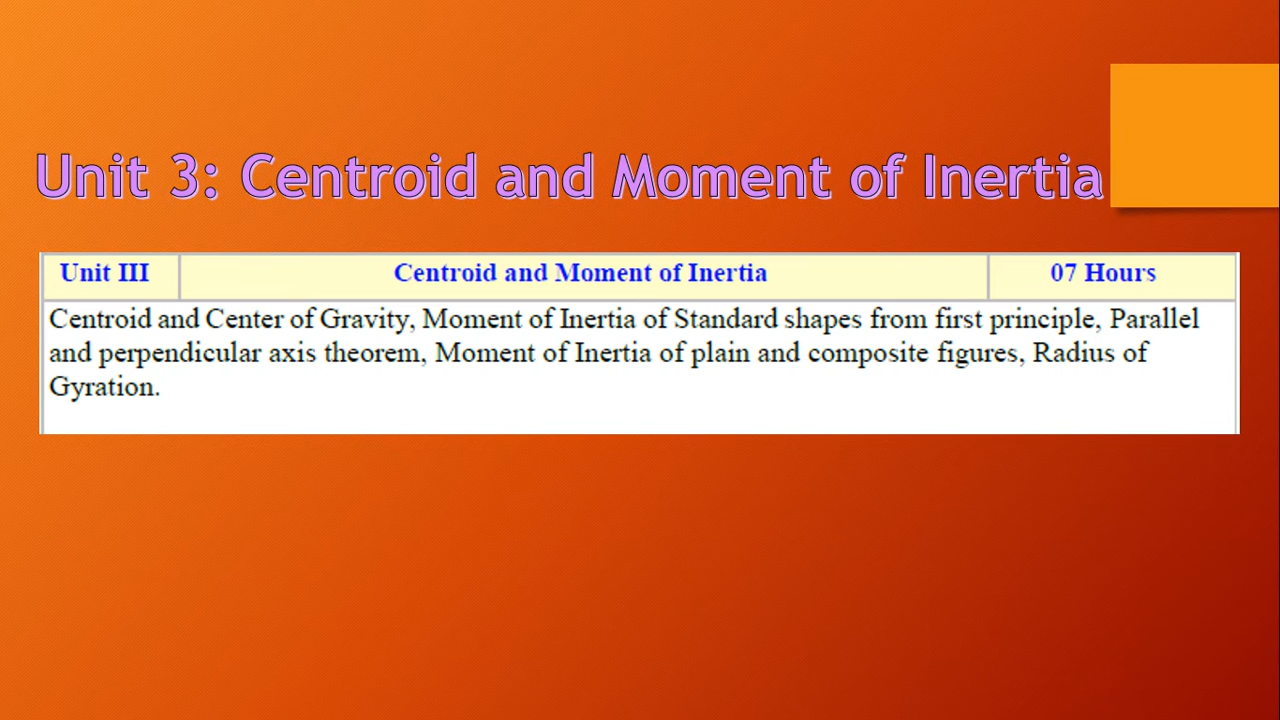 Unit 3: Centroid and Moment of Inertia
Unit III Centroid and Moment of Inertia 07 Hours
Centroid and Center of Gravity, Moment of Inertia of Standard shapes from first principle, Parallel
and perpendicular axis theorem, Moment of Inertia of plain and composite figures, Radius of
Gyration.